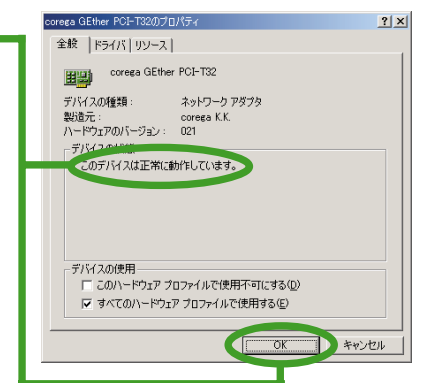 corega GEther PCI-T32のプロパティ
全般 ドライバ リソース
corega GEther PCI-T32
デバイスの種類： ネットワーク アダプタ
製造元： corega K.K.
ハードウェアのバージョン： 021
デバイスの状態
このデバイスは正常に動作しています。
デバイスの使用
このハードウェア プロファイルで使用不可にする(D)
すべてのハードウェア プロファイルで使用する(E)
OK キャンセル